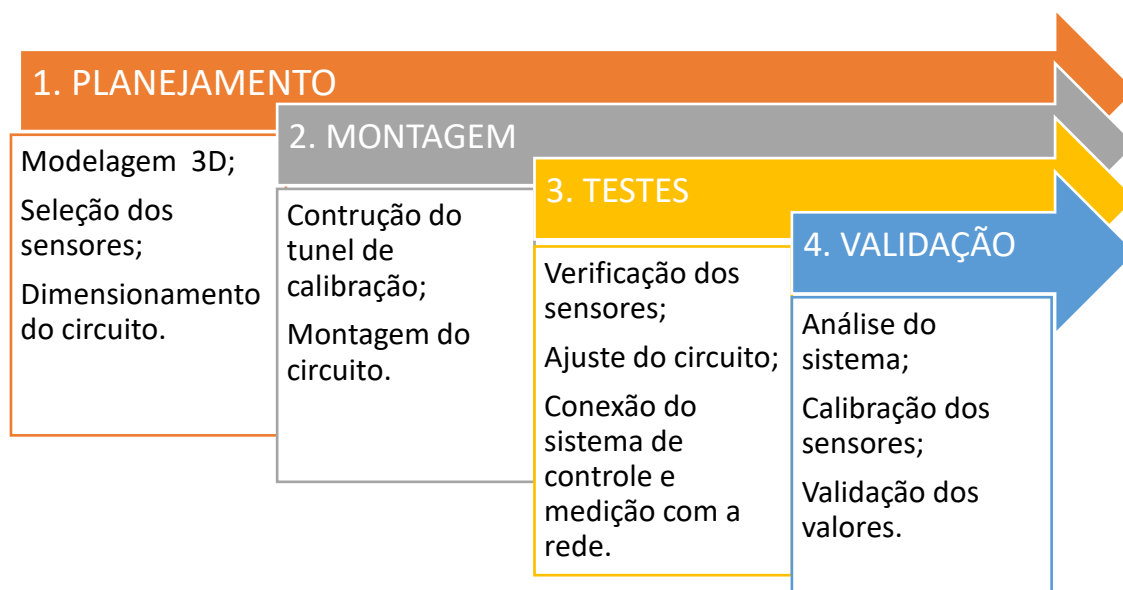 1. PLANEJAMENTO
Modelagem 3D;
Seleção dos
sensores;
Dimensionamento
do circuito.
2. MONTAGEM
Contrução do
tunel de
calibração;
Montagem do
circuito.
3. TESTES
Verificação dos
sensores;
Ajuste do circuito;
Conexão do
sistema de
controle e
medição com a
rede.
4. VALIDAÇÃO
Análise do
sistema;
Calibração dos
sensores;
Validação dos
valores.